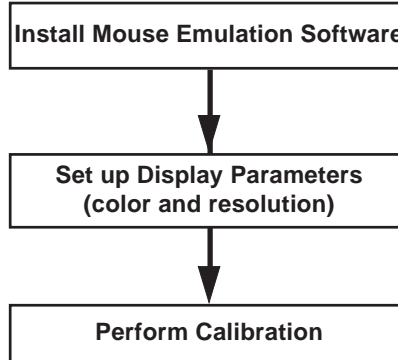 Install Mouse Emulation Software
Set up Display Parameters
(color and resolution)
Perform Calibration